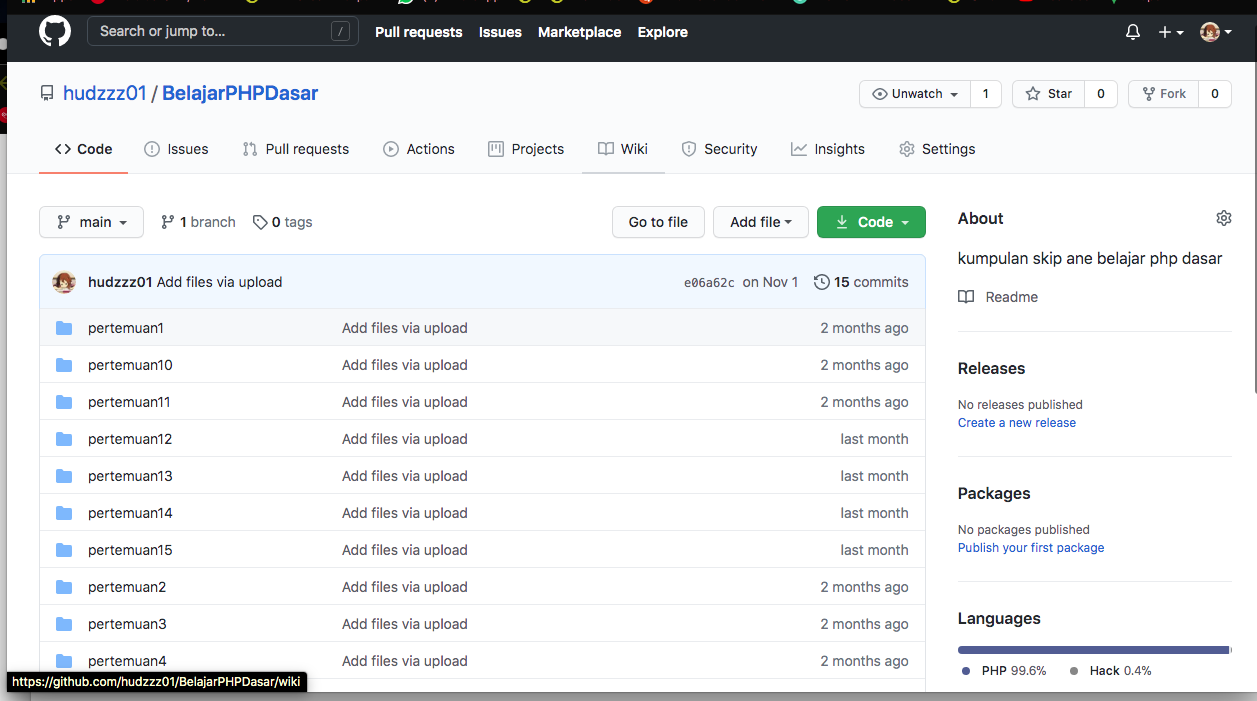 Search or jump to... /
Pull requests Issues Marketplace Explore
hudzzz01 / BelajarPHPDasar
Unwatch 1 Star 0 Fork 0
Code Issues Pull requests Actions Projects Wiki Security Insights Settings
main 1 branch 0 tags Go to file Add file Code
hudzzz01 Add files via upload e06a62c on Nov 1 15 commits
pertemuan1 Add files via upload 2 months ago
pertemuan10 Add files via upload 2 months ago
pertemuan11 Add files via upload 2 months ago
pertemuan12 Add files via upload last month
pertemuan13 Add files via upload last month
pertemuan14 Add files via upload last month
pertemuan15 Add files via upload last month
pertemuan2 Add files via upload 2 months ago
pertemuan3 Add files via upload 2 months ago
pertemuan4 Add files via upload 2 months ago
About
kumpulan skip ane belajar php dasar
Readme
Releases
No releases published
Create a new release
Packages
No packages published
Publish your first package
Languages
PHP 99.6% Hack 0.4%
https://github.com/hudzzz01/BelajarPHPDasar/wiki